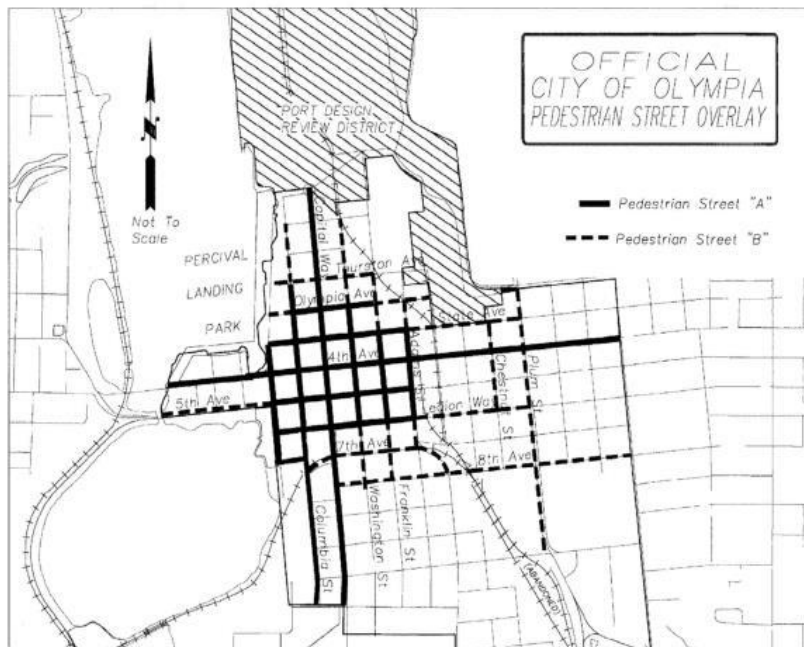 OFFICIAL
CITY OF OLYMPIA
PEDESTRIAN STREET OVERLAY
PORT DESIGN
REVIEW DISTRICT
Not To
Scale
Pedestrian Street "A"
Pedestrian Street "B"
PERCIVAL
LANDING
PARK
Capital Way
Thurston Ave
Olympia Ave
State Ave
4th Ave
Adams St
Chestnut St
Plum St
5th Ave
Legion Way
7th Ave
8th Ave
Columbia St
Washington St
Franklin St
(ABANDONED)